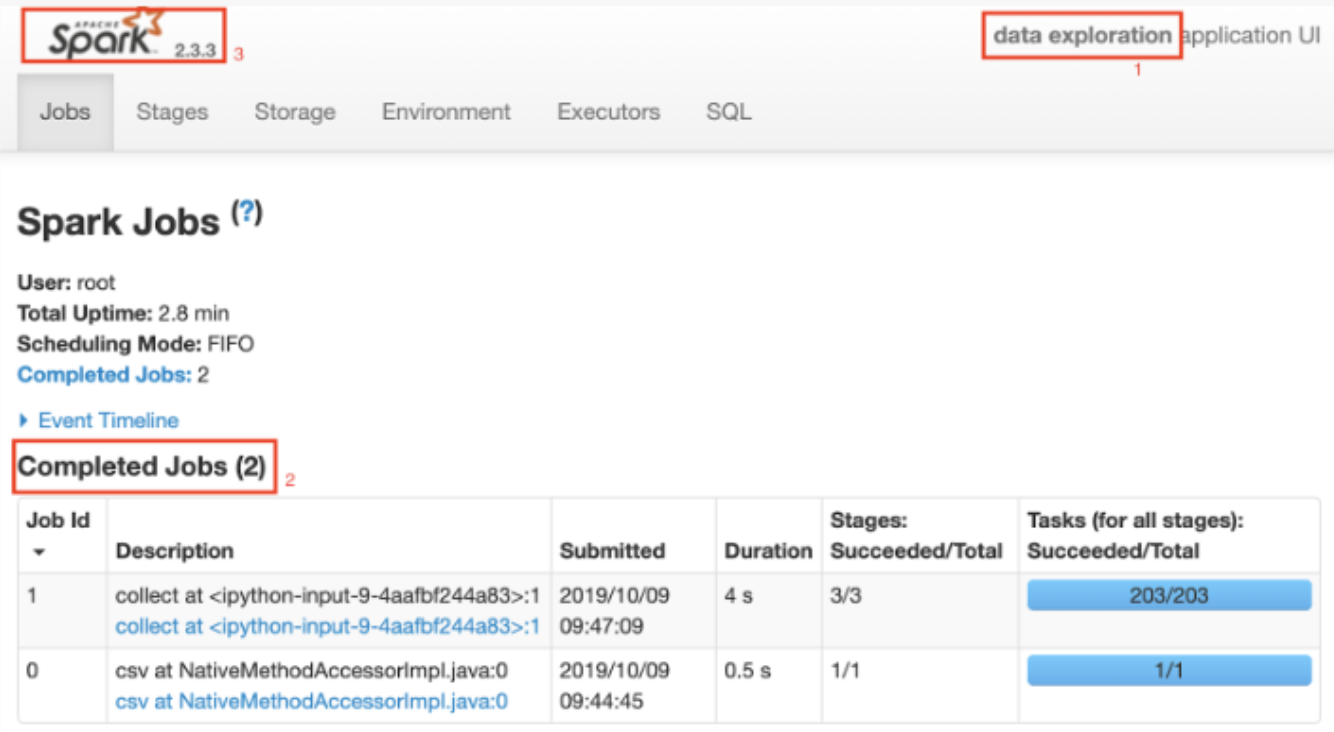 APACHE
Spark 2.3.3 3
data exploration application UI
1
Jobs Stages Storage Environment Executors SQL
Spark Jobs (?)
User: root
Total Uptime: 2.8 min
Scheduling Mode: FIFO
Completed Jobs: 2
Event Timeline
Completed Jobs (2) 2
Job Id Description Submitted Duration Stages: Succeeded/Total Tasks (for all stages): Succeeded/Total
1 collect at <ipython-input-9-4aafbf244a83>:1 2019/10/09 4 s 3/3 203/203
collect at <ipython-input-9-4aafbf244a83>:1 09:47:09
0 csv at NativeMethodAccessorImpl.java:0 2019/10/09 0.5 s 1/1 1/1
csv at NativeMethodAccessorImpl.java:0 09:44:45